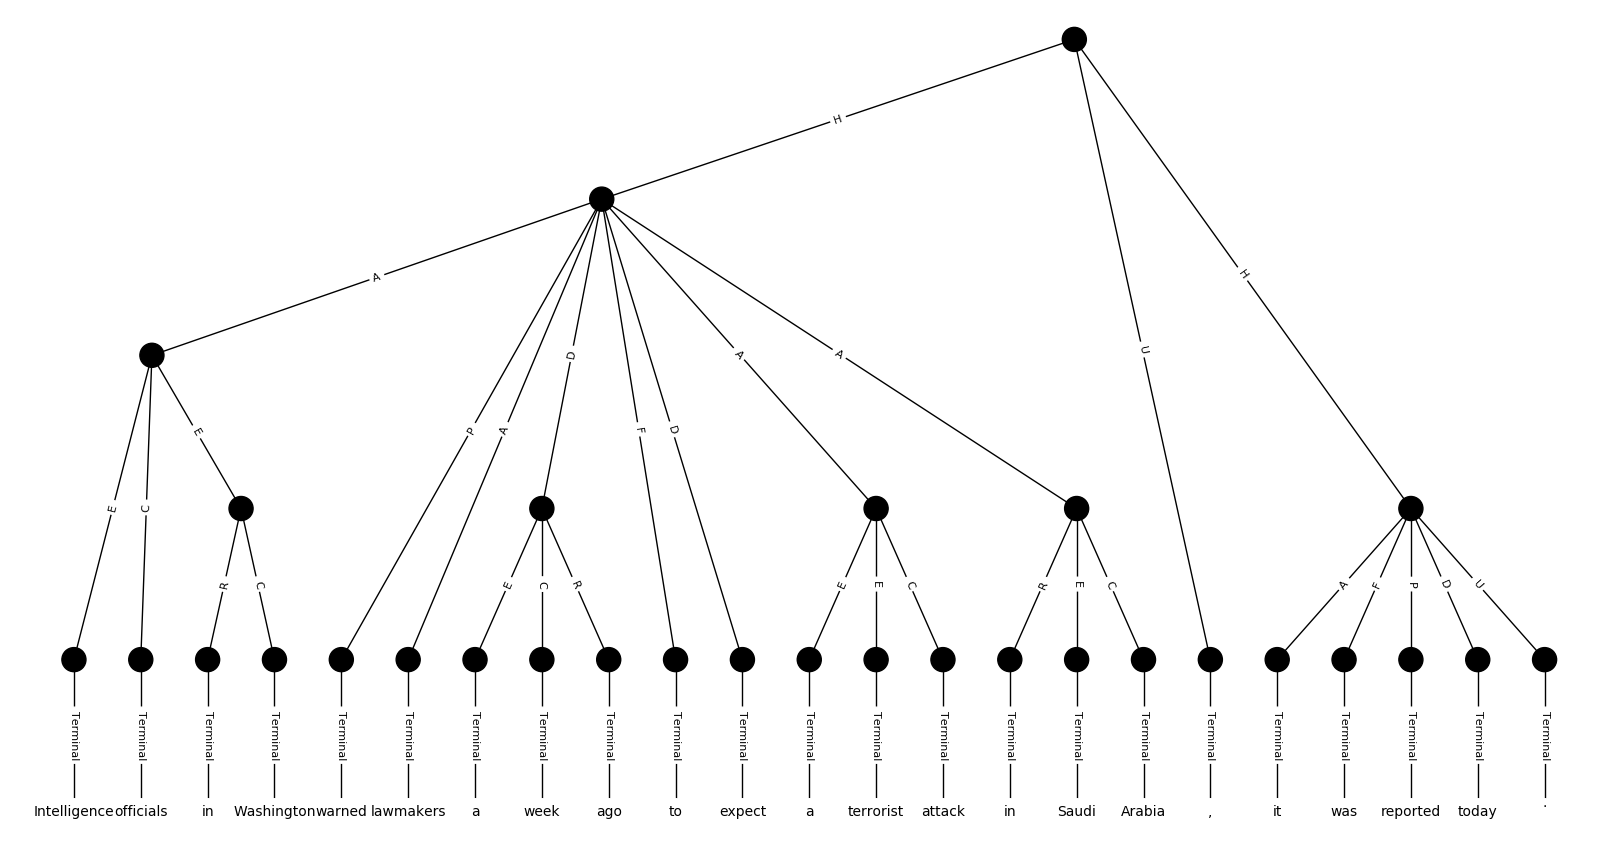 H
H
A
A
D
A
A
U
P
A
F
D
E
E
C
R
C
E
C
R
E
E
C
R
E
C
A
F
P
D
U
Terminal Terminal Terminal Terminal Terminal Terminal Terminal Terminal Terminal Terminal Terminal Terminal Terminal Terminal Terminal Terminal Terminal Terminal Terminal Terminal Terminal Terminal Terminal
Intelligence officials in Washington warned lawmakers a week ago to expect a terrorist attack in Saudi Arabia , it was reported today .